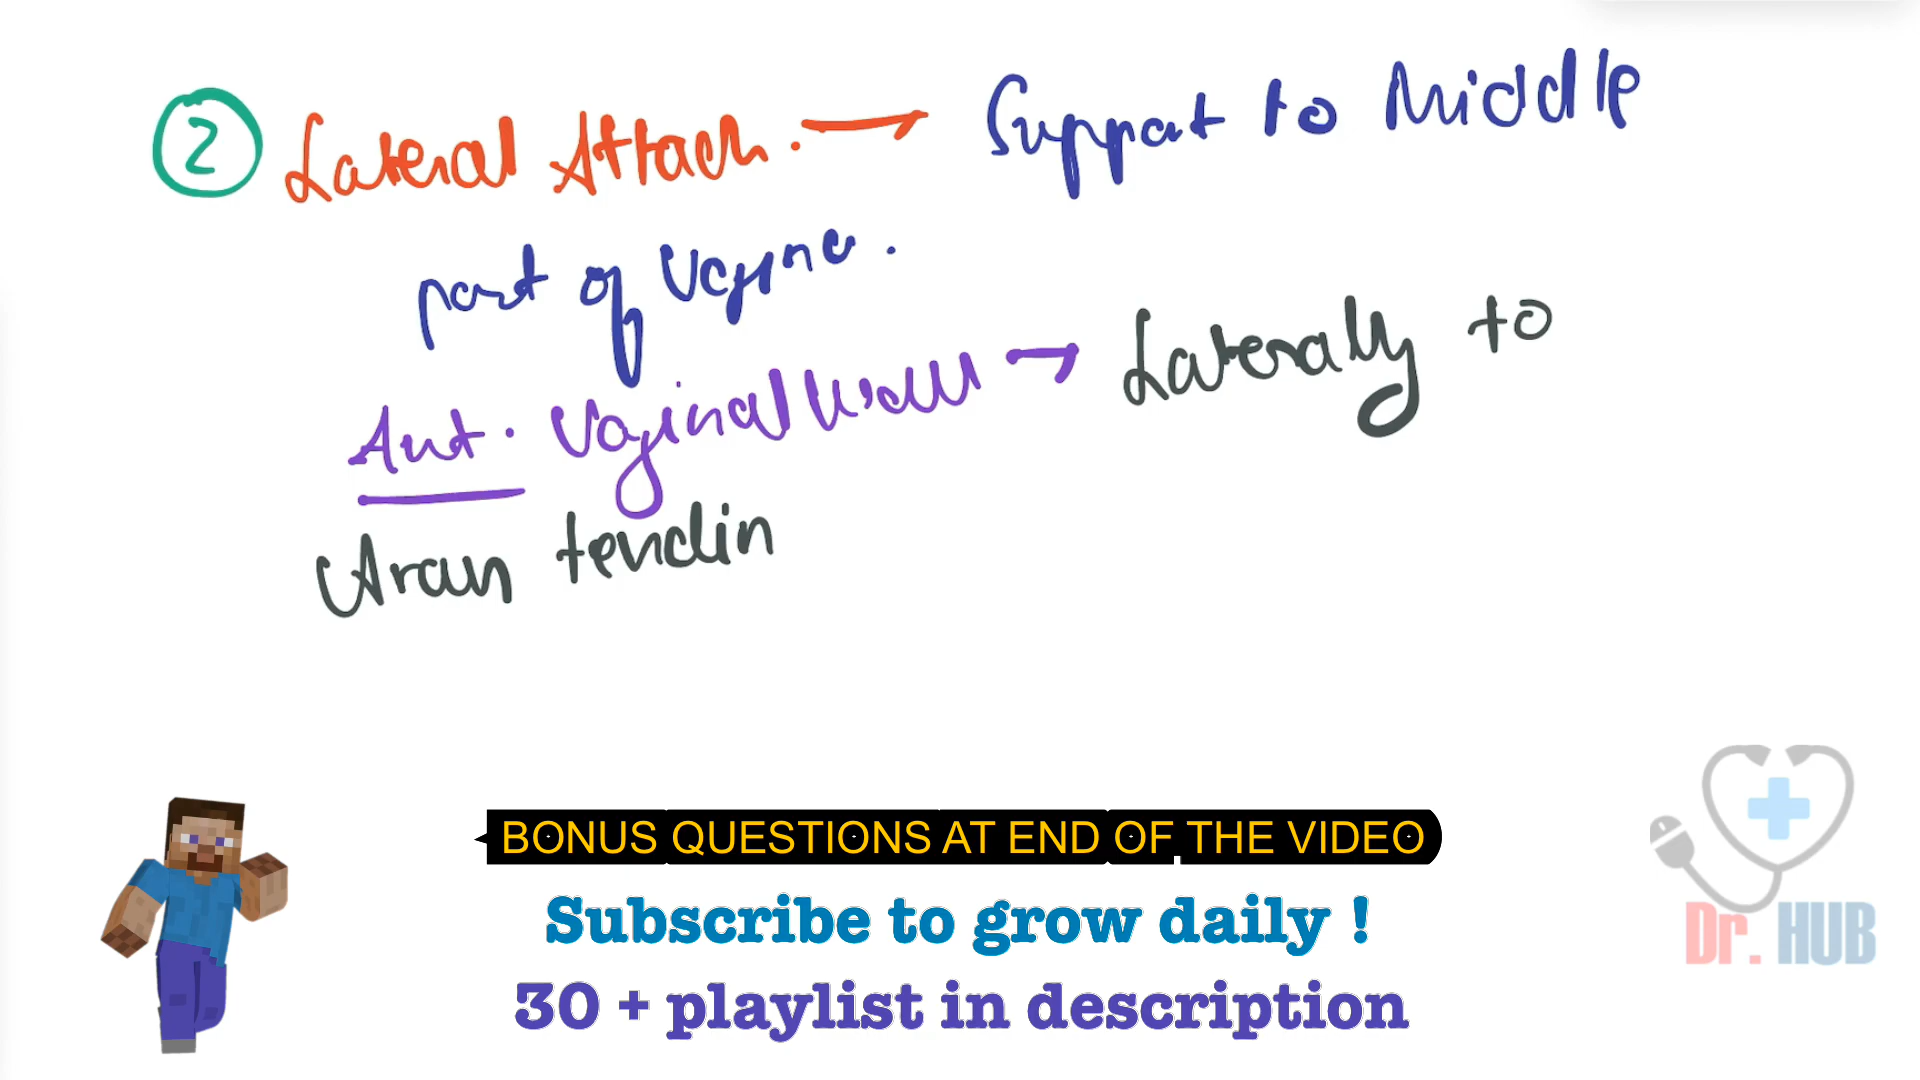 2 Lateral Attach. → Support to Middle
part of Vagina.
Ant. Vaginal Wall → Laterally to
Arcus tendin
BONUS QUESTIONS AT END OF THE VIDEO
Subscribe to grow daily !
30 + playlist in description
Dr. HUB